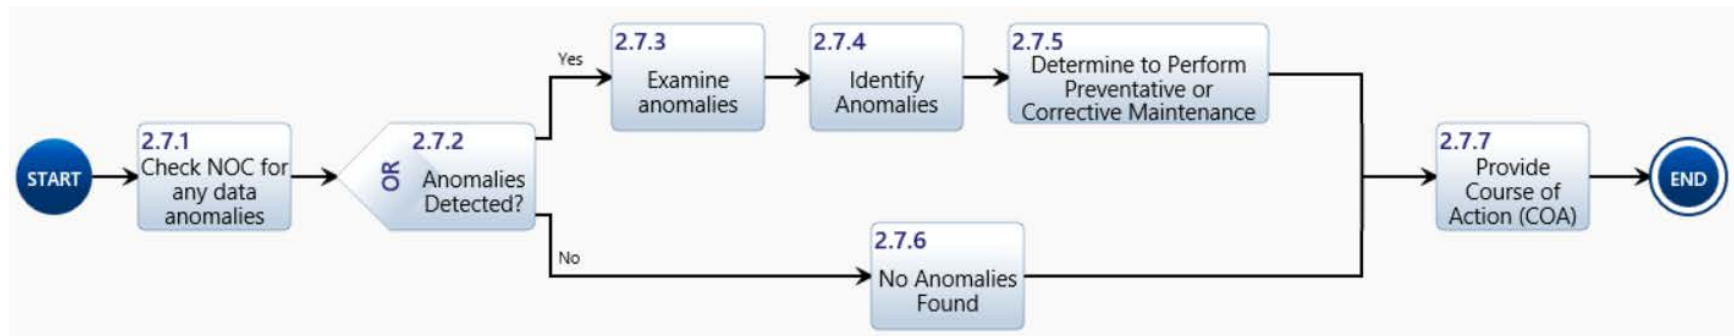 START
2.7.1
Check NOC for
any data
anomalies
OR
2.7.2
Anomalies
Detected?
Yes
2.7.3
Examine
anomalies
2.7.4
Identify
Anomalies
2.7.5
Determine to Perform
Preventative or
Corrective Maintenance
No
2.7.6
No Anomalies
Found
2.7.7
Provide
Course of
Action (COA)
END